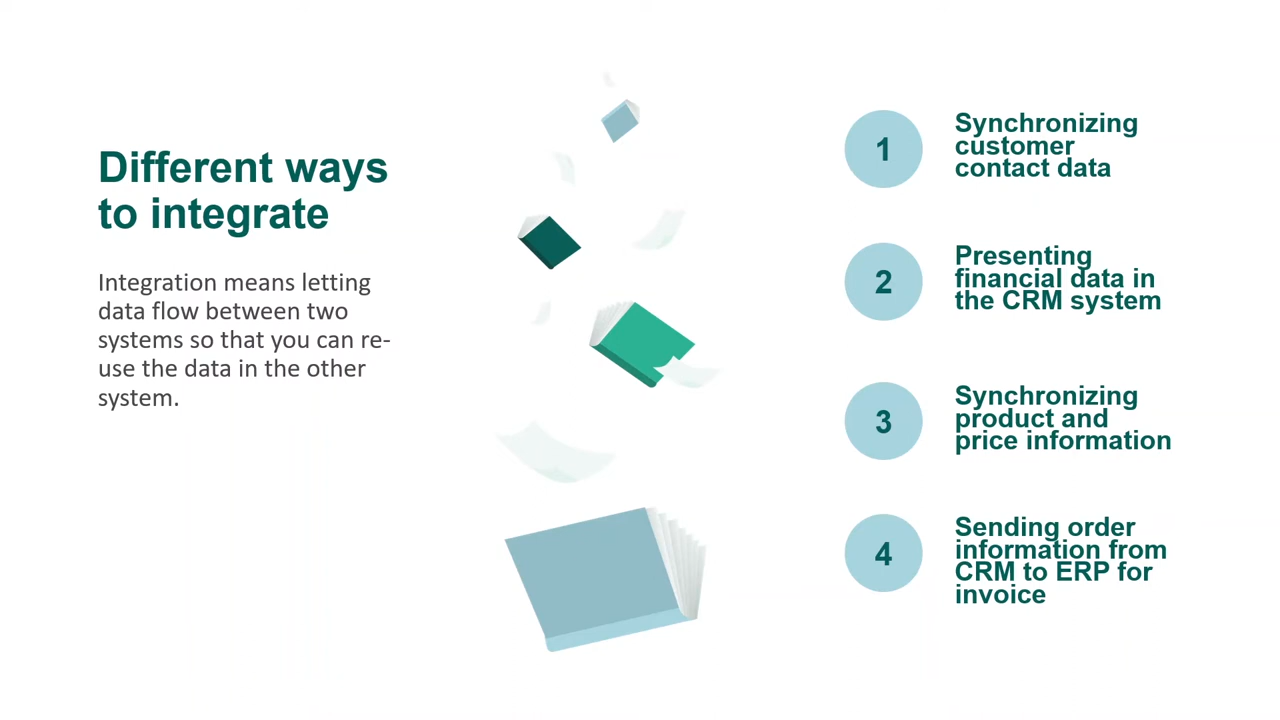 Different ways
to integrate
Integration means letting
data flow between two
systems so that you can re-
use the data in the other
system.
1
Synchronizing
customer
contact data
2
Presenting
financial data in
the CRM system
3
Synchronizing
product and
price information
4
Sending order
information from
CRM to ERP for
invoice